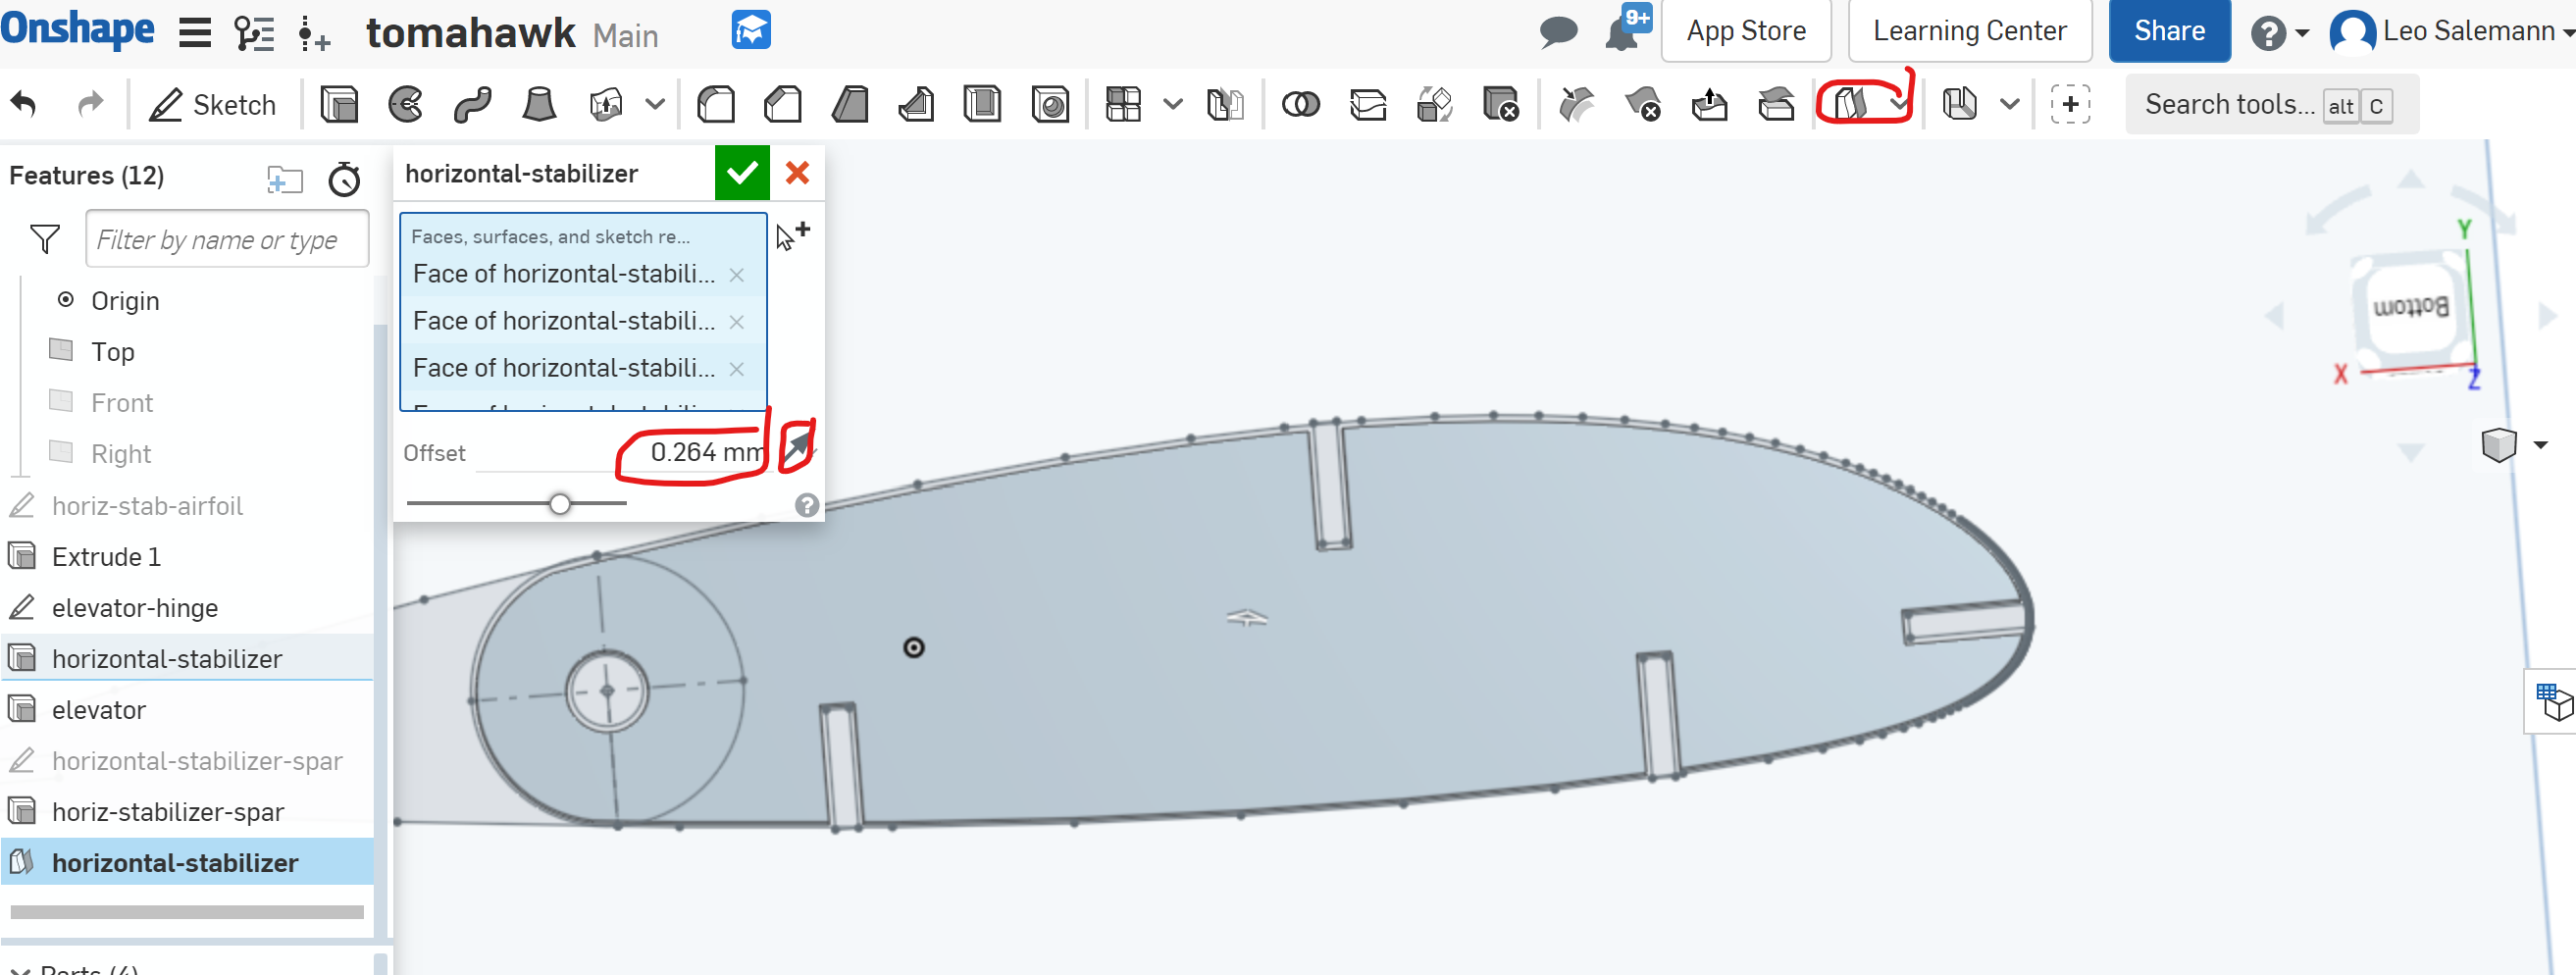 Onshape tomahawk Main 9+ App Store Learning Center Share ? Leo Salemann
Sketch Search tools... alt C
Features (12)
Filter by name or type
Origin
Top
Front
Right
horiz-stab-airfoil
Extrude 1
elevator-hinge
horizontal-stabilizer
elevator
horizontal-stabilizer-spar
horiz-stabilizer-spar
horizontal-stabilizer
Parts (4)
horizontal-stabilizer
Faces, surfaces, and sketch re...
Face of horizontal-stabili...
Face of horizontal-stabili...
Face of horizontal-stabili...
Offset 0.264 mm
?
Y
Bottom
X
Z